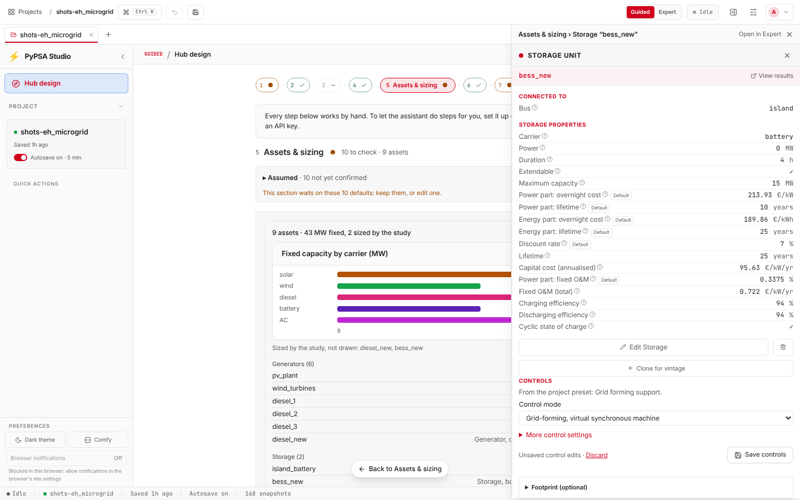 Projects / shots-eh_microgrid
Ctrl K
Guided Expert
Idle
A
shots-eh_microgrid
PyPSA Studio
Hub design
PROJECT
shots-eh_microgrid
Saved 1h ago
Autosave on · 5 min
QUICK ACTIONS
PREFERENCES
Dark theme
Comfy
Browser notifications Off
Blocked in this browser: allow notifications in the browser's site settings
GUIDED / Hub design
1
2
3
4
5 Assets & sizing
6
7
Every step below works by hand. To let the assistant do steps for you, set it up
an API key.
5 Assets & sizing 10 to check · 9 assets
Assumed · 10 not yet confirmed
This section waits on these 10 defaults: keep them, or edit one.
9 assets · 43 MW fixed, 2 sized by the study
Fixed capacity by carrier (MW)
solar
wind
diesel
battery
AC
0
Sized by the study, not drawn: diesel_new, bess_new
Generators (6)
pv_plant
wind_turbines
diesel_1
diesel_2
diesel_3
diesel_new Generator,
Storage (2)
island_battery
bess_new Storage,
Back to Assets & sizing
Assets & sizing › Storage “bess_new”
Open in Expert
STORAGE UNIT
bess_new
View results
CONNECTED TO
Bus island
STORAGE PROPERTIES
Carrier battery
Power 0 MW
Duration 4 h
Extendable ✓
Maximum capacity 15 MW
Power part: overnight cost Default 213.93 €/kW
Power part: lifetime Default 10 years
Energy part: overnight cost Default 189.86 €/kWh
Energy part: lifetime Default 25 years
Discount rate Default 7 %
Lifetime 25 years
Capital cost (annualised) 95.63 €/kW/yr
Power part: fixed O&M Default 0.3375 %
Fixed O&M (total) 0.722 €/kW/yr
Charging efficiency 94 %
Discharging efficiency 94 %
Cyclic state of charge ✓
Edit Storage
Clone for vintage
CONTROLS
From the project preset: Grid forming support.
Control mode
Grid-forming, virtual synchronous machine
More control settings
Unsaved control edits · Discard
Save controls
Footprint (optional)
Idle shots-eh_microgrid Saved 1h ago Autosave on 168 snapshots